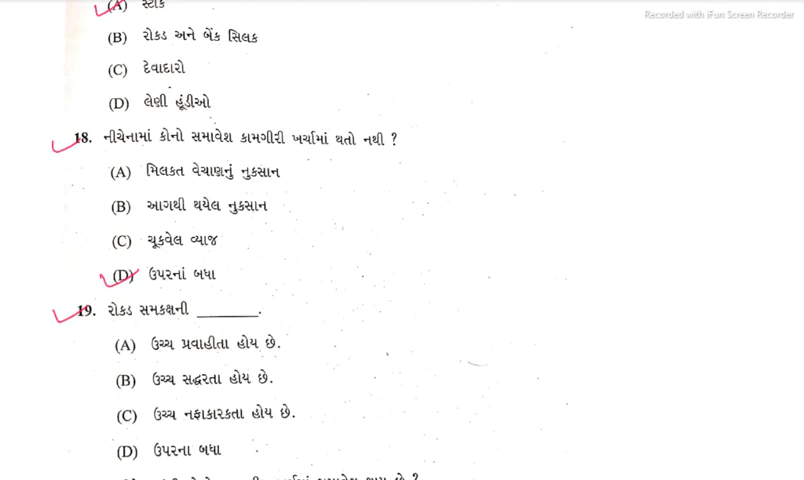 Recorded with iFun Screen Recorder
(A) સ્ટોક
(B) રોકડ અને બેંક સિલક
(C) દેવાદારો
(D) લેણી હૂંડીઓ
18. નીચેનામાં કોનો સમાવેશ કામગીરી ખર્ચામાં થતો નથી ?
(A) મિલકત વેચાણનું નુકસાન
(B) આગથી થયેલ નુકસાન
(C) ચૂકવેલ વ્યાજ
(D) ઉપરનાં બધા
19. રોકડ સમકક્ષની ________.
(A) ઉચ્ચ પ્રવાહીતા હોય છે.
(B) ઉચ્ચ સદ્ધરતા હોય છે.
(C) ઉચ્ચ નફાકારકતા હોય છે.
(D) ઉપરના બધા